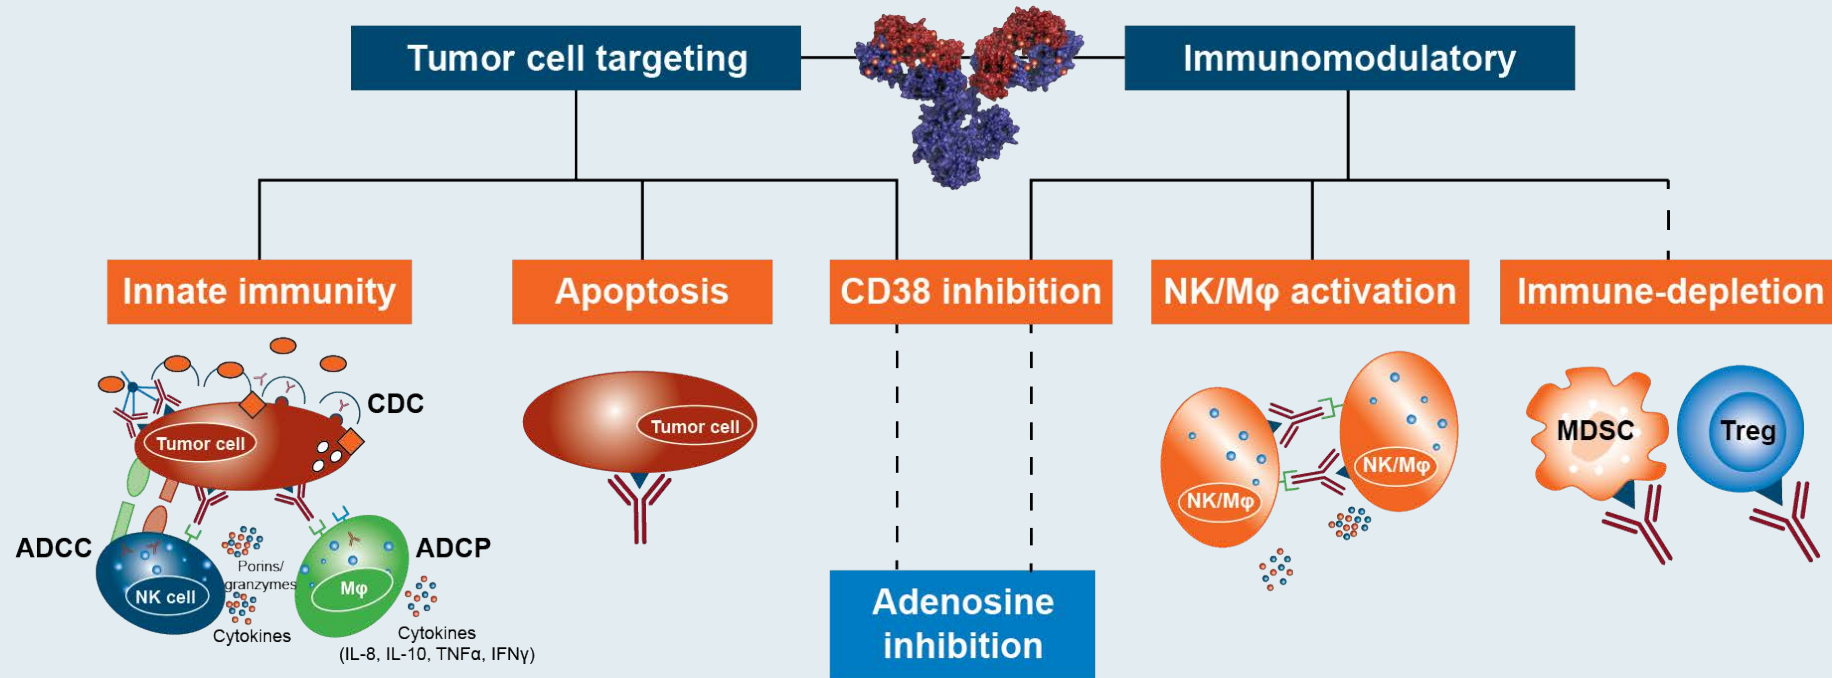 Tumor cell targeting
Immunomodulatory
Innate immunity
Apoptosis
CD38 inhibition
NK/Mφ activation
Immune-depletion
CDC
Tumor cell
ADCC
NK cell
Porins/
granzymes
Cytokines
ADCP
Mφ
Cytokines
(IL-8, IL-10, TNFα, IFNγ)
Tumor cell
Adenosine
inhibition
NK/Mφ
NK/Mφ
MDSC
Treg